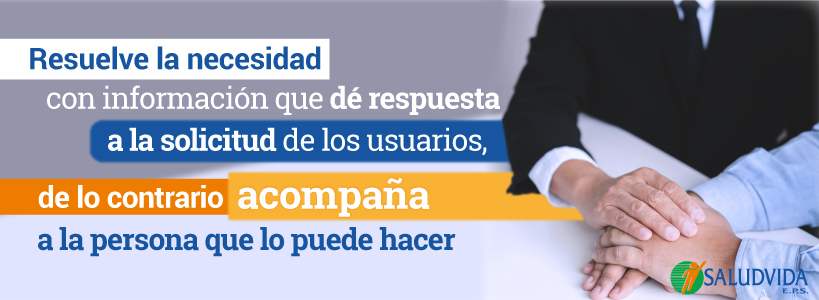 Resuelve la necesidad
con información que dé respuesta
a la solicitud de los usuarios,
de lo contrario acompaña
a la persona que lo puede hacer
SALUDVIDA
E.P.S.